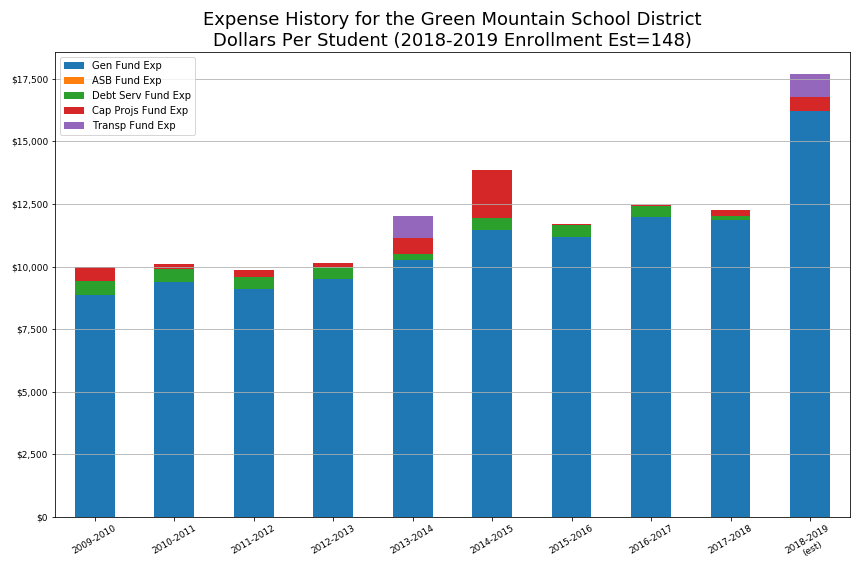 Expense History for the Green Mountain School District
Dollars Per Student (2018-2019 Enrollment Est=148)
Gen Fund Exp
ASB Fund Exp
Debt Serv Fund Exp
Cap Projs Fund Exp
Transp Fund Exp
$17,500
$15,000
$12,500
$10,000
$7,500
$5,000
$2,500
$0
2009-2010
2010-2011
2011-2012
2012-2013
2013-2014
2014-2015
2015-2016
2016-2017
2017-2018
2018-2019
(est)